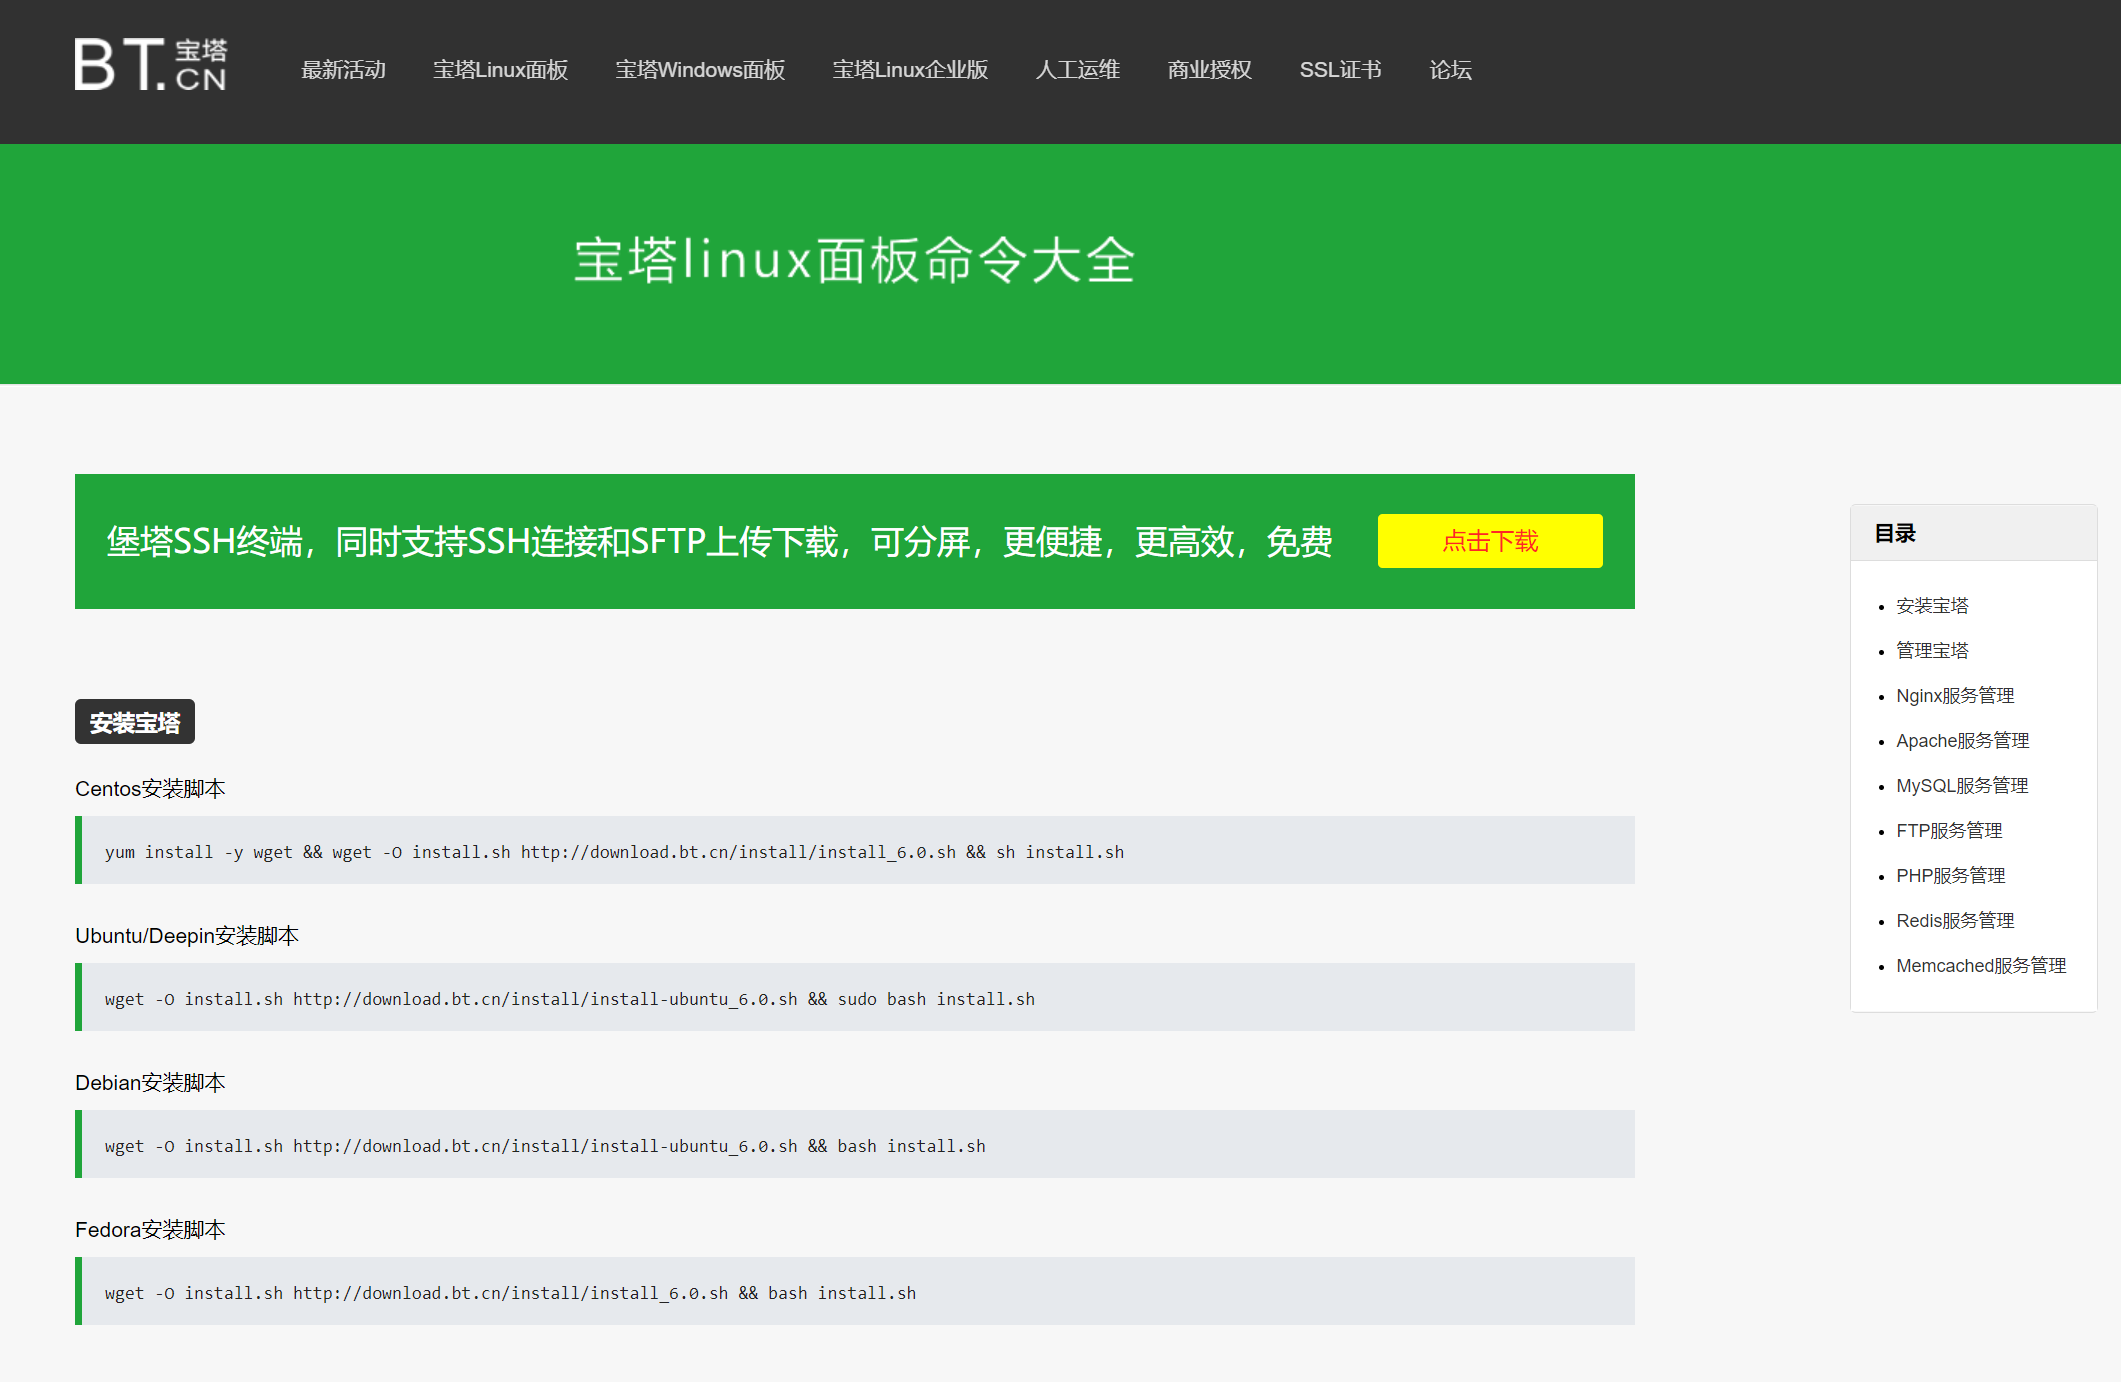 BT.宝塔CN
最新活动 宝塔Linux面板 宝塔Windows面板 宝塔Linux企业版 人工运维 商业授权 SSL证书 论坛
宝塔linux面板命令大全
堡塔SSH终端，同时支持SSH连接和SFTP上传下载，可分屏，更便捷，更高效，免费 点击下载
安装宝塔
Centos安装脚本
yum install -y wget && wget -O install.sh http://download.bt.cn/install/install_6.0.sh && sh install.sh
Ubuntu/Deepin安装脚本
wget -O install.sh http://download.bt.cn/install/install-ubuntu_6.0.sh && sudo bash install.sh
Debian安装脚本
wget -O install.sh http://download.bt.cn/install/install-ubuntu_6.0.sh && bash install.sh
Fedora安装脚本
wget -O install.sh http://download.bt.cn/install/install_6.0.sh && bash install.sh
目录
安装宝塔
管理宝塔
Nginx服务管理
Apache服务管理
MySQL服务管理
FTP服务管理
PHP服务管理
Redis服务管理
Memcached服务管理